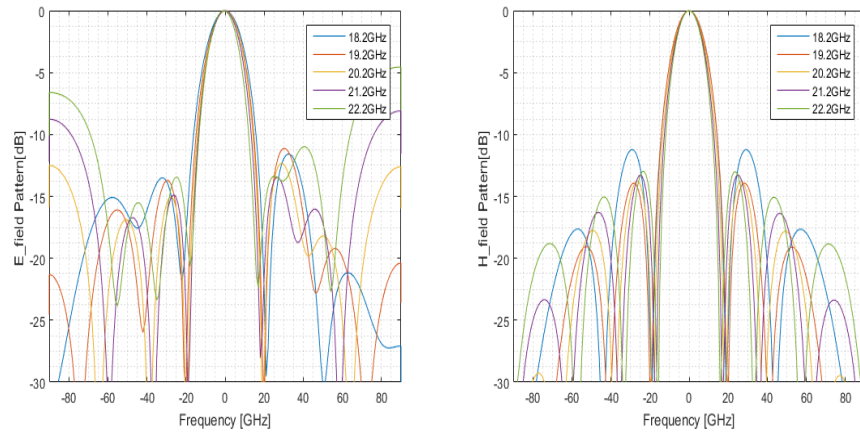 E_field Pattern[dB]
0
-5
-10
-15
-20
-25
-30
-80 -60 -40 -20 0 20 40 60 80
Frequency [GHz]
18.2GHz
19.2GHz
20.2GHz
21.2GHz
22.2GHz
H_field Pattern[dB]
0
-5
-10
-15
-20
-25
-30
-80 -60 -40 -20 0 20 40 60 80
Frequency [GHz]
18.2GHz
19.2GHz
20.2GHz
21.2GHz
22.2GHz